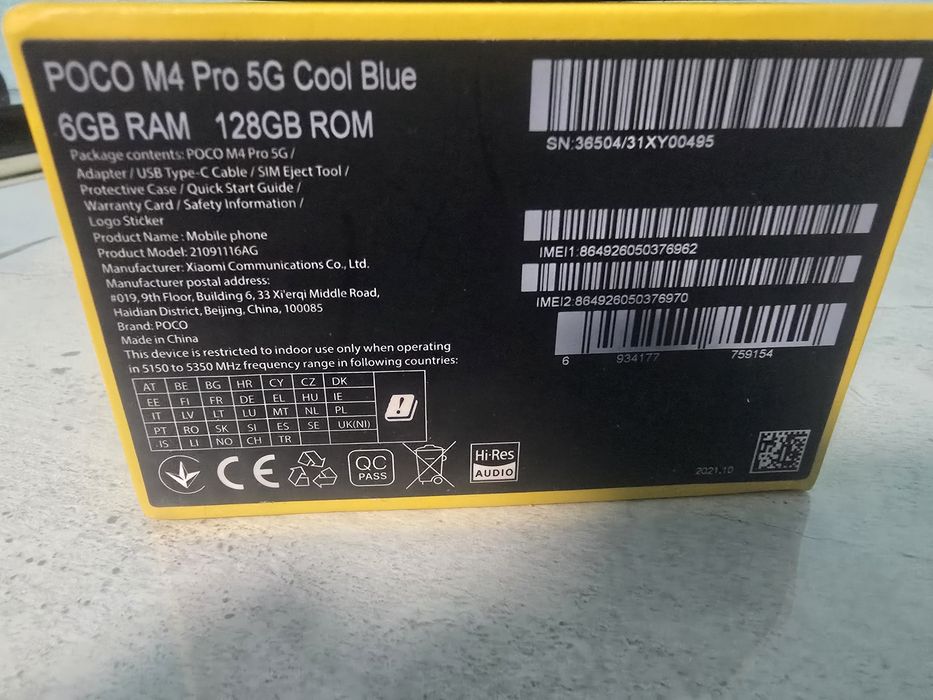 POCO M4 Pro 5G Cool Blue
6GB RAM 128GB ROM
Package contents: POCO M4 Pro 5G /
Adapter / USB Type-C Cable / SIM Eject Tool /
Protective Case / Quick Start Guide /
Warranty Card / Safety Information /
Logo Sticker
Product Name : Mobile phone
Product Model: 21091116AG
Manufacturer: Xiaomi Communications Co., Ltd.
Manufacturer postal address:
#019, 9th Floor, Building 6, 33 Xi'erqi Middle Road,
Haidian District, Beijing, China, 100085
Brand: POCO
Made in China
This device is restricted to indoor use only when operating
in 5150 to 5350 MHz frequency range in following countries:
AT BE BG HR CY CZ DK
EE FI FR DE EL HU IE
IT LV LT LU MT NL PL
PT RO SK SI ES SE UK(NI)
IS LI NO CH TR
CE
QC
PASS
Hi-Res
AUDIO
SN:36504/31XY00495
IMEI1:864926050376962
IMEI2:864926050376970
6 934177 759154
2021.10